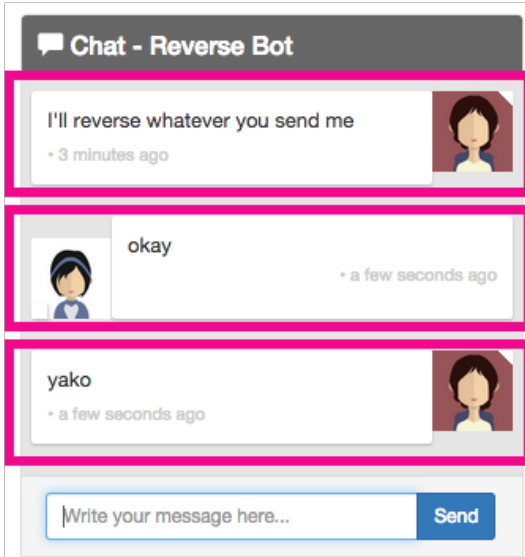 Chat - Reverse Bot
I'll reverse whatever you send me
• 3 minutes ago
okay
• a few seconds ago
yako
• a few seconds ago
Write your message here...
Send